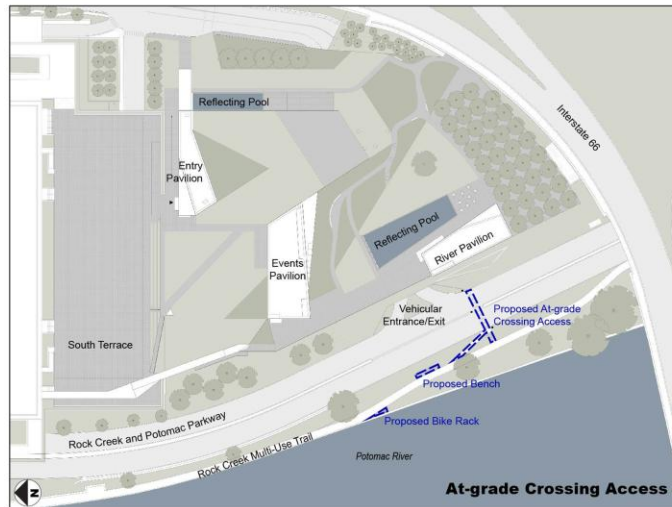 Reflecting Pool
Interstate 66
Entry
Pavilion
Reflecting Pool
River Pavilion
Events
Pavilion
Vehicular
Entrance/Exit
Proposed At-grade
Crossing Access
South Terrace
Proposed Bench
Rock Creek and Potomac Parkway
Proposed Bike Rack
Rock Creek Multi-Use Trail
Potomac River
N
At-grade Crossing Access